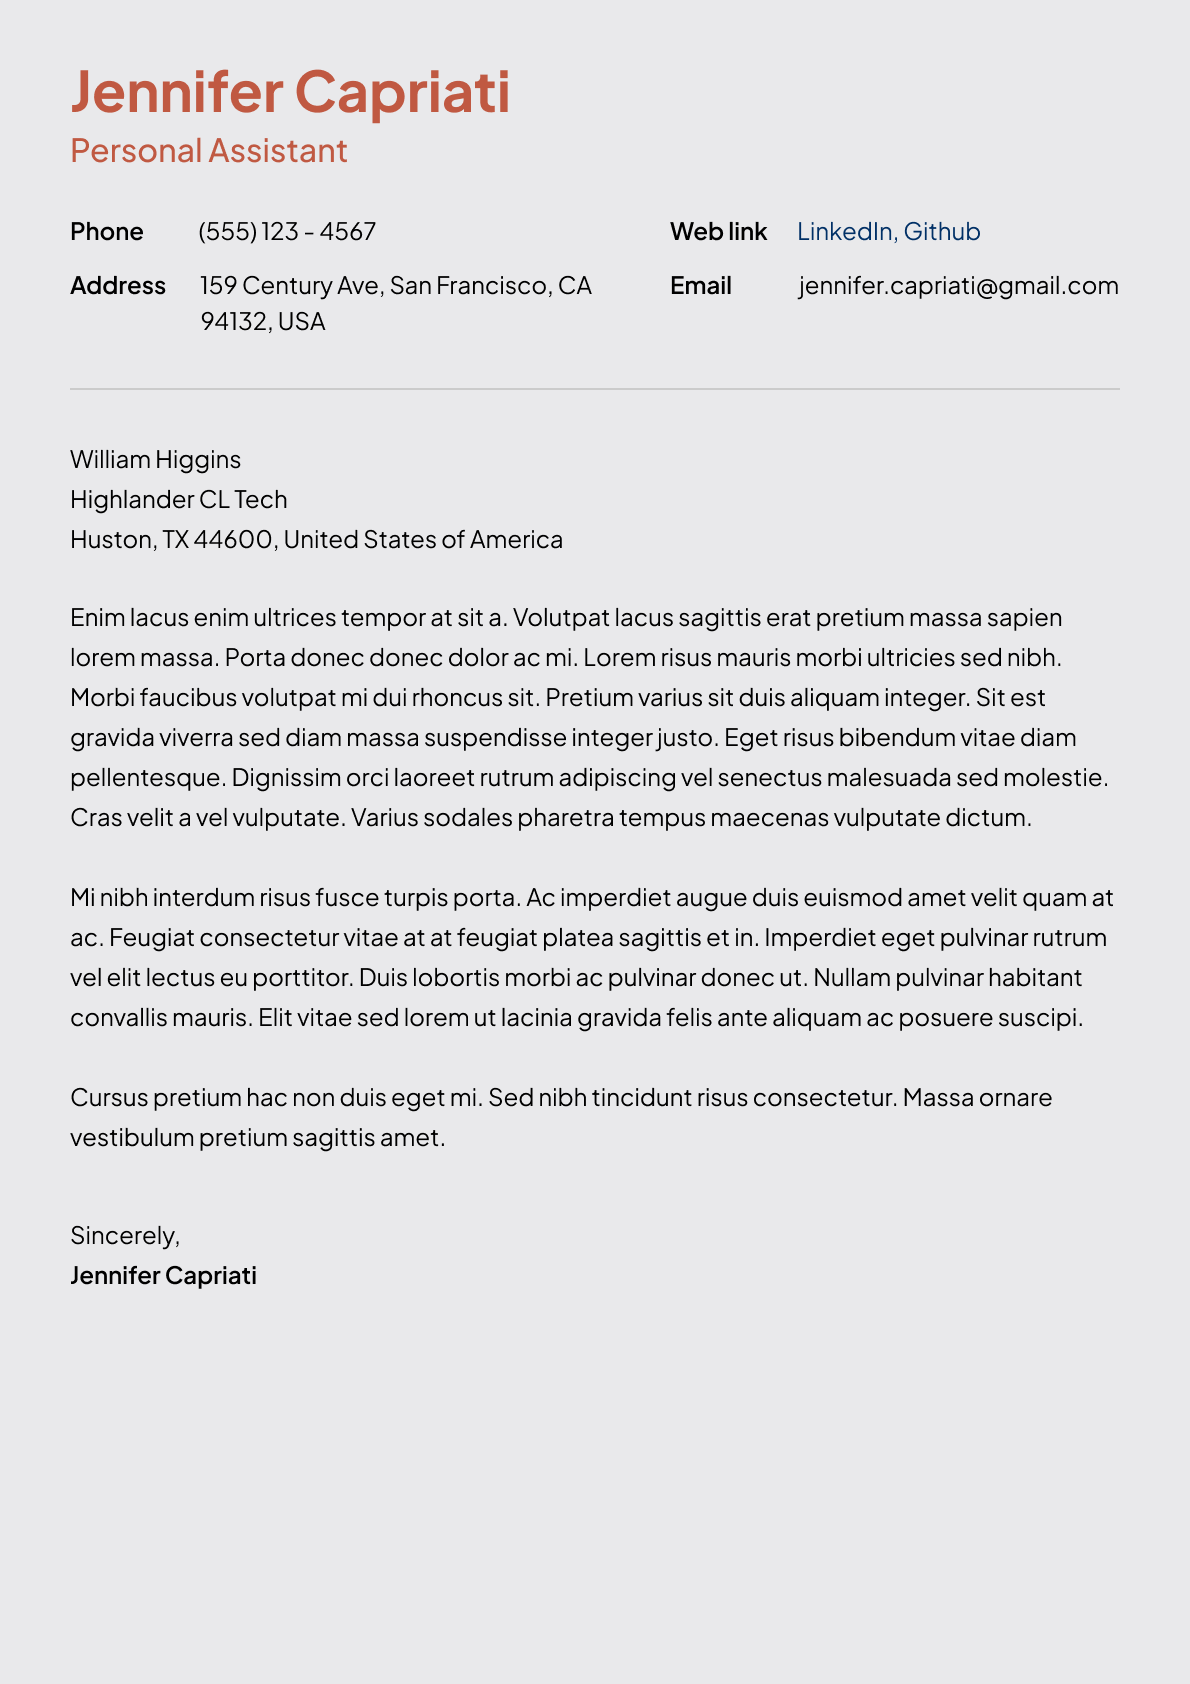 Jennifer Capriati
Personal Assistant
Phone (555) 123 - 4567
Web link LinkedIn, Github
Address 159 Century Ave, San Francisco, CA
94132, USA
Email jennifer.capriati@gmail.com
William Higgins
Highlander CL Tech
Huston, TX 44600, United States of America
Enim lacus enim ultrices tempor at sit a. Volutpat lacus sagittis erat pretium massa sapien
lorem massa. Porta donec donec dolor ac mi. Lorem risus mauris morbi ultricies sed nibh.
Morbi faucibus volutpat mi dui rhoncus sit. Pretium varius sit duis aliquam integer. Sit est
gravida viverra sed diam massa suspendisse integer justo. Eget risus bibendum vitae diam
pellentesque. Dignissim orci laoreet rutrum adipiscing vel senectus malesuada sed molestie.
Cras velit a vel vulputate. Varius sodales pharetra tempus maecenas vulputate dictum.
Mi nibh interdum risus fusce turpis porta. Ac imperdiet augue duis euismod amet velit quam at
ac. Feugiat consectetur vitae at at feugiat platea sagittis et in. Imperdiet eget pulvinar rutrum
vel elit lectus eu porttitor. Duis lobortis morbi ac pulvinar donec ut. Nullam pulvinar habitant
convallis mauris. Elit vitae sed lorem ut lacinia gravida felis ante aliquam ac posuere suscipi.
Cursus pretium hac non duis eget mi. Sed nibh tincidunt risus consectetur. Massa ornare
vestibulum pretium sagittis amet.
Sincerely,
Jennifer Capriati